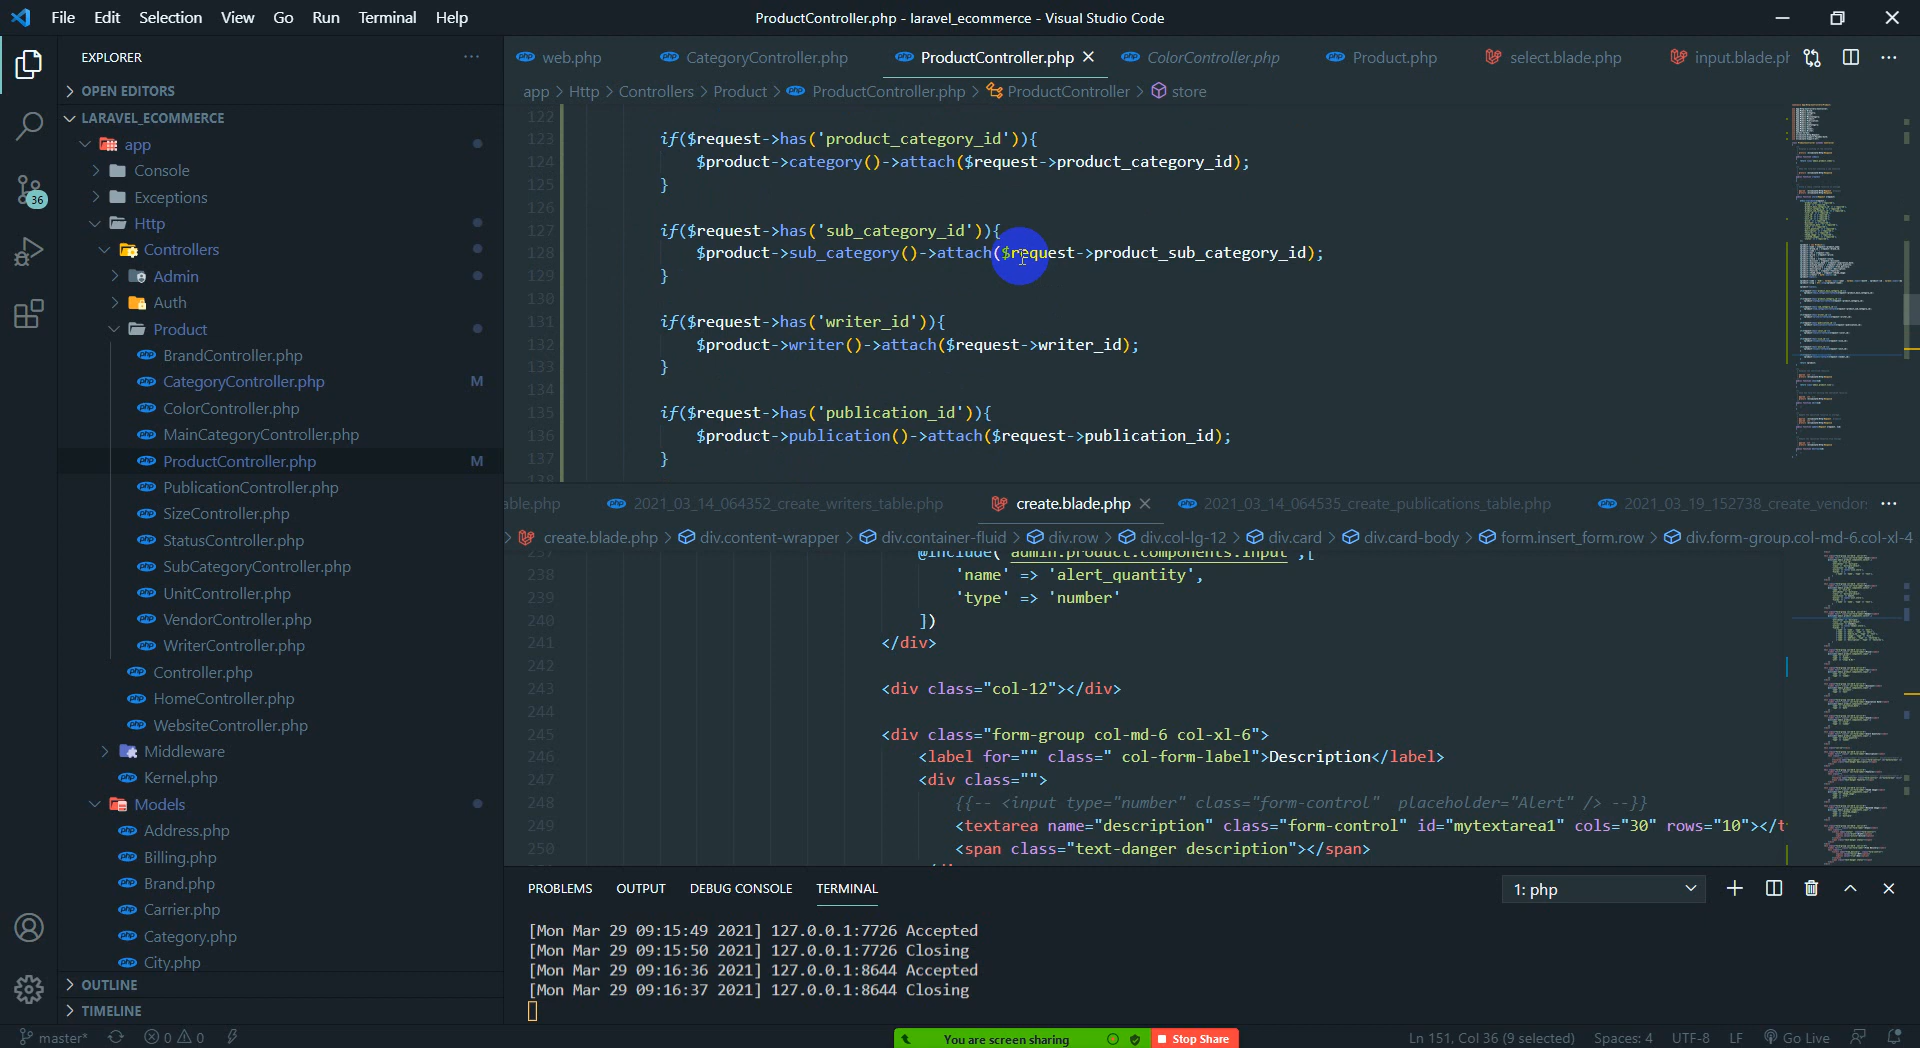 File Edit Selection View Go Run Terminal Help
ProductController.php - laravel_ecommerce - Visual Studio Code
EXPLORER
OPEN EDITORS
LARAVEL_ECOMMERCE
app
Console
Exceptions
Http
Controllers
Admin
Auth
Product
BrandController.php
CategoryController.php M
ColorController.php
MainCategoryController.php
ProductController.php M
PublicationController.php
SizeController.php
StatusController.php
SubCategoryController.php
UnitController.php
VendorController.php
WriterController.php
Controller.php
HomeController.php
WebsiteController.php
Middleware
Kernel.php
Models
Address.php
Billing.php
Brand.php
Carrier.php
Category.php
City.php
OUTLINE
TIMELINE
36
web.php CategoryController.php ProductController.php ColorController.php Product.php select.blade.php input.blade.ph
app > Http > Controllers > Product > ProductController.php > ProductController > store
122
123 if($request->has('product_category_id')){
124 $product->category()->attach($request->product_category_id);
125 }
126
127 if($request->has('sub_category_id')){
128 $product->sub_category()->attach($request->product_sub_category_id);
129 }
130
131 if($request->has('writer_id')){
132 $product->writer()->attach($request->writer_id);
133 }
134
135 if($request->has('publication_id')){
136 $product->publication()->attach($request->publication_id);
137 }
138
able.php 2021_03_14_064352_create_writers_table.php create.blade.php 2021_03_14_064535_create_publications_table.php 2021_03_19_152738_create_vendor:
> create.blade.php > div.content-wrapper > div.container-fluid > div.row > div.col-lg-12 > div.card > div.card-body > form.insert_form.row > div.form-group.col-md-6.col-xl-4
237 @include('admin.product.components.input',[
238 'name' => 'alert_quantity',
239 'type' => 'number'
240 ])
241 </div>
242
243 <div class="col-12"></div>
244
245 <div class="form-group col-md-6 col-xl-6">
246 <label for="" class=" col-form-label">Description</label>
247 <div class="">
248 {{-- <input type="number" class="form-control" placeholder="Alert" /> --}}
249 <textarea name="description" class="form-control" id="mytextarea1" cols="30" rows="10"></t
250 <span class="text-danger description"></span>
PROBLEMS OUTPUT DEBUG CONSOLE TERMINAL
1: php
[Mon Mar 29 09:15:49 2021] 127.0.0.1:7726 Accepted
[Mon Mar 29 09:15:50 2021] 127.0.0.1:7726 Closing
[Mon Mar 29 09:16:36 2021] 127.0.0.1:8644 Accepted
[Mon Mar 29 09:16:37 2021] 127.0.0.1:8644 Closing
master* 0 0
You are screen sharing Stop Share
Ln 151, Col 36 (9 selected) Spaces: 4 UTF-8 LF PHP Go Live